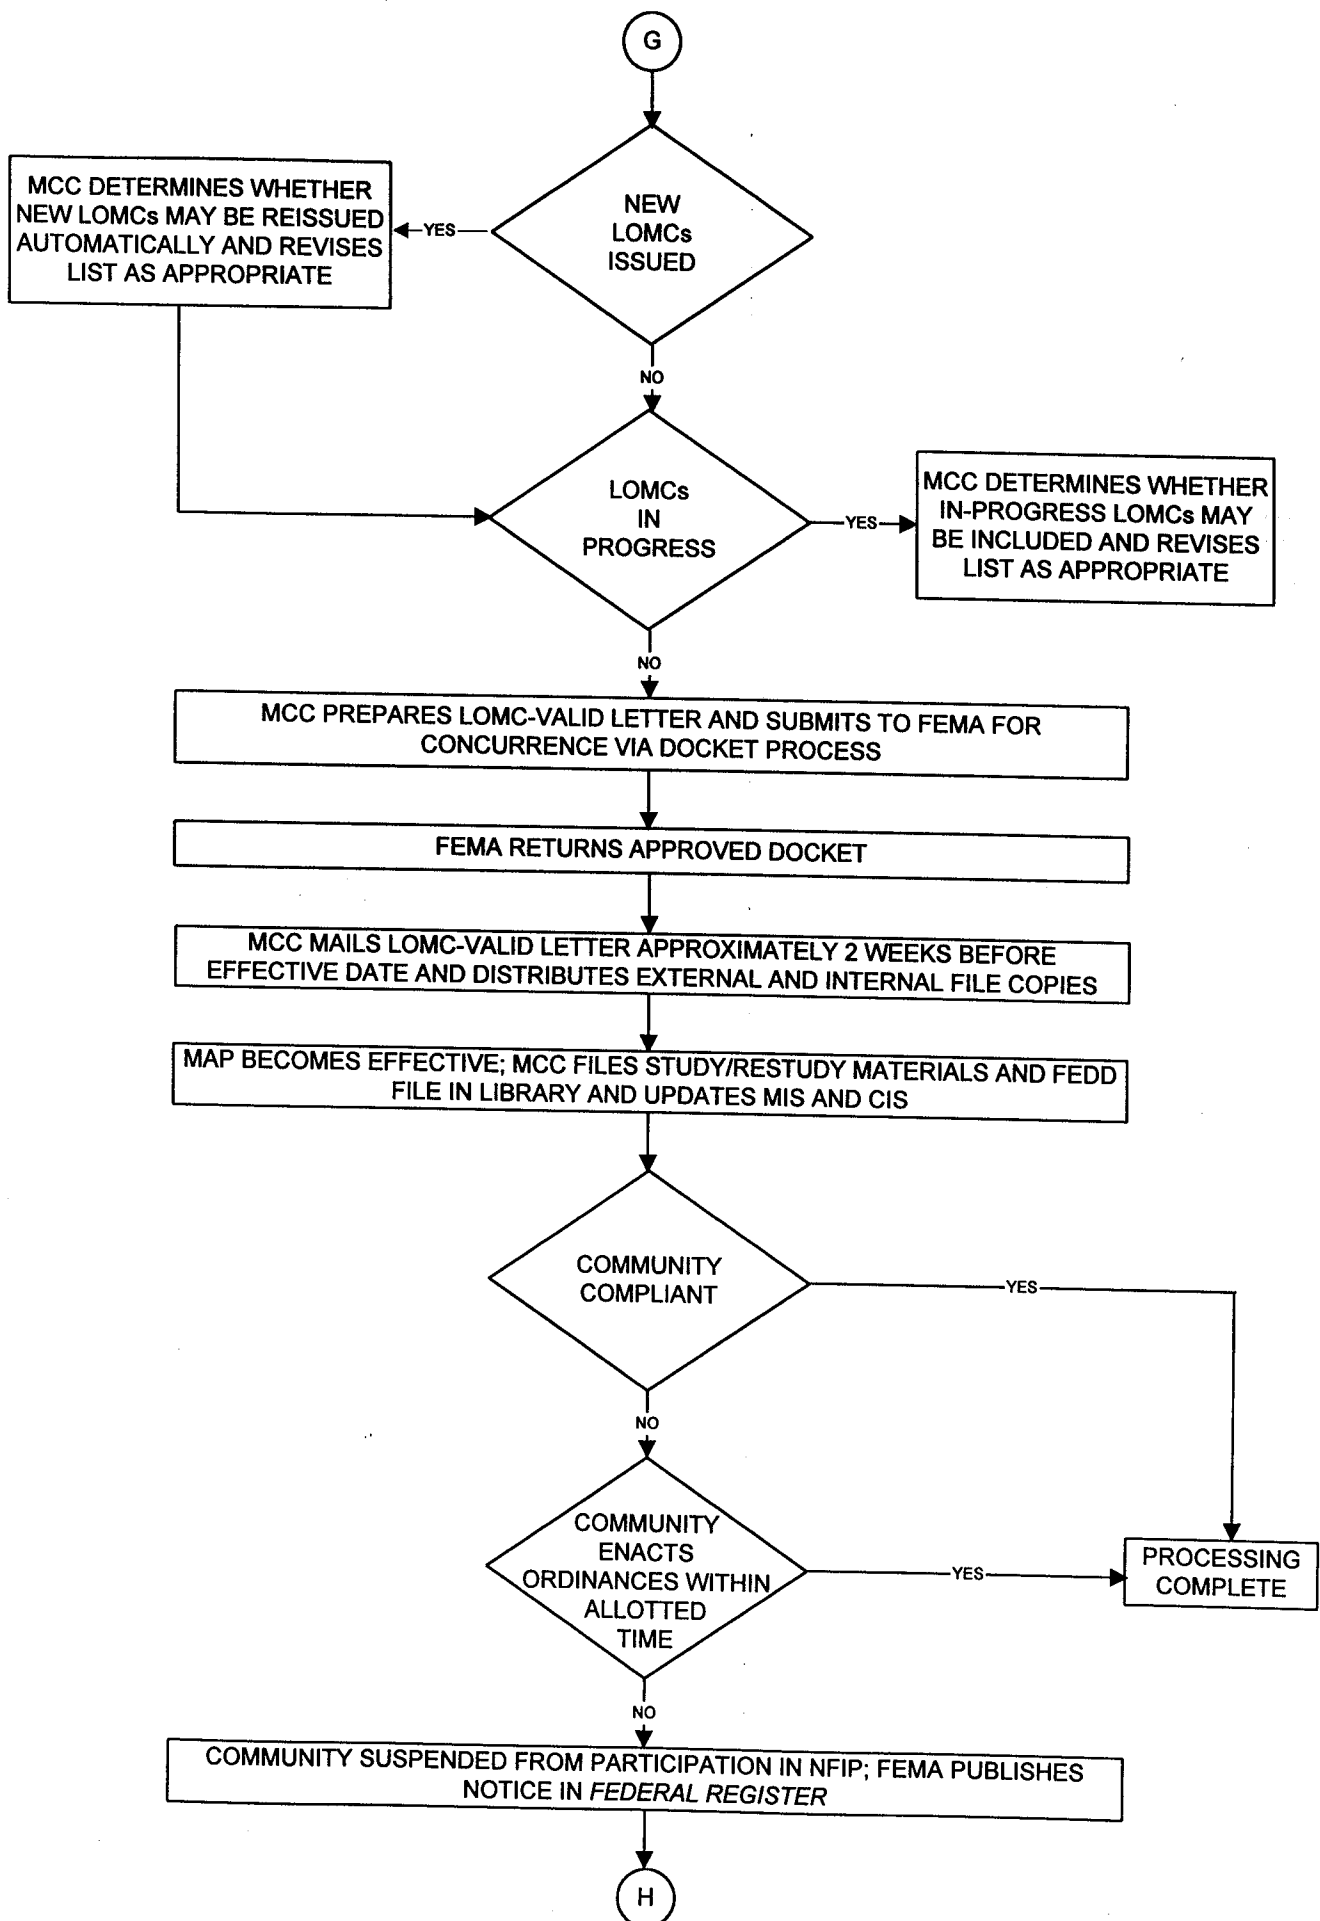 G
NEW
LOMCs
ISSUED
YES
MCC DETERMINES WHETHER
NEW LOMCs MAY BE REISSUED
AUTOMATICALLY AND REVISES
LIST AS APPROPRIATE
NO
LOMCs
IN
PROGRESS
YES
MCC DETERMINES WHETHER
IN-PROGRESS LOMCs MAY
BE INCLUDED AND REVISES
LIST AS APPROPRIATE
NO
MCC PREPARES LOMC-VALID LETTER AND SUBMITS TO FEMA FOR
CONCURRENCE VIA DOCKET PROCESS
FEMA RETURNS APPROVED DOCKET
MCC MAILS LOMC-VALID LETTER APPROXIMATELY 2 WEEKS BEFORE
EFFECTIVE DATE AND DISTRIBUTES EXTERNAL AND INTERNAL FILE COPIES
MAP BECOMES EFFECTIVE; MCC FILES STUDY/RESTUDY MATERIALS AND FEDD
FILE IN LIBRARY AND UPDATES MIS AND CIS
COMMUNITY
COMPLIANT
YES
NO
COMMUNITY
ENACTS
ORDINANCES WITHIN
ALLOTTED
TIME
YES
PROCESSING
COMPLETE
NO
COMMUNITY SUSPENDED FROM PARTICIPATION IN NFIP; FEMA PUBLISHES
NOTICE IN FEDERAL REGISTER
H